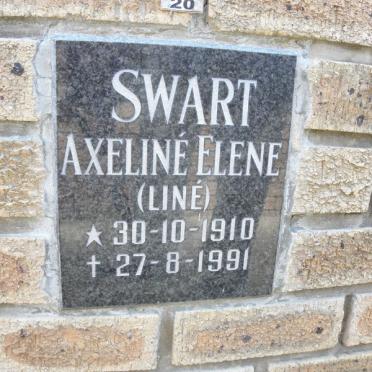 20
SWART
AXELINÉ ELENE
(LINÉ)
★ 30-10-1910
✝ 27-8-1991